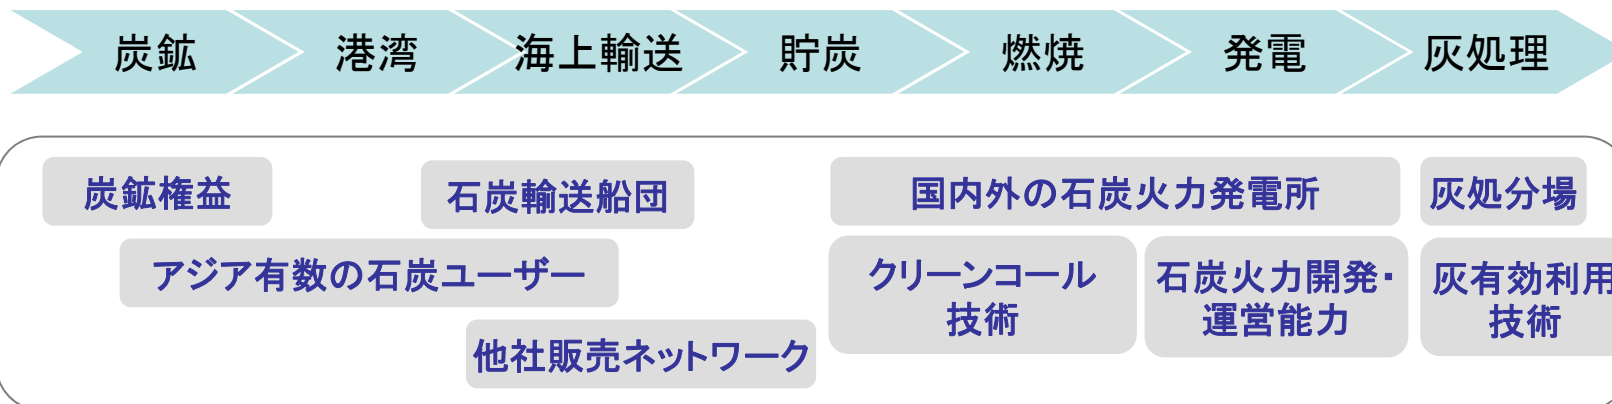 炭鉱
港湾
海上輸送
貯炭
燃焼
発電
灰処理
炭鉱権益
石炭輸送船団
国内外の石炭火力発電所
灰処分場
アジア有数の石炭ユーザー
クリーンコール
技術
石炭火力開発・
運営能力
灰有効利用
技術
他社販売ネットワーク